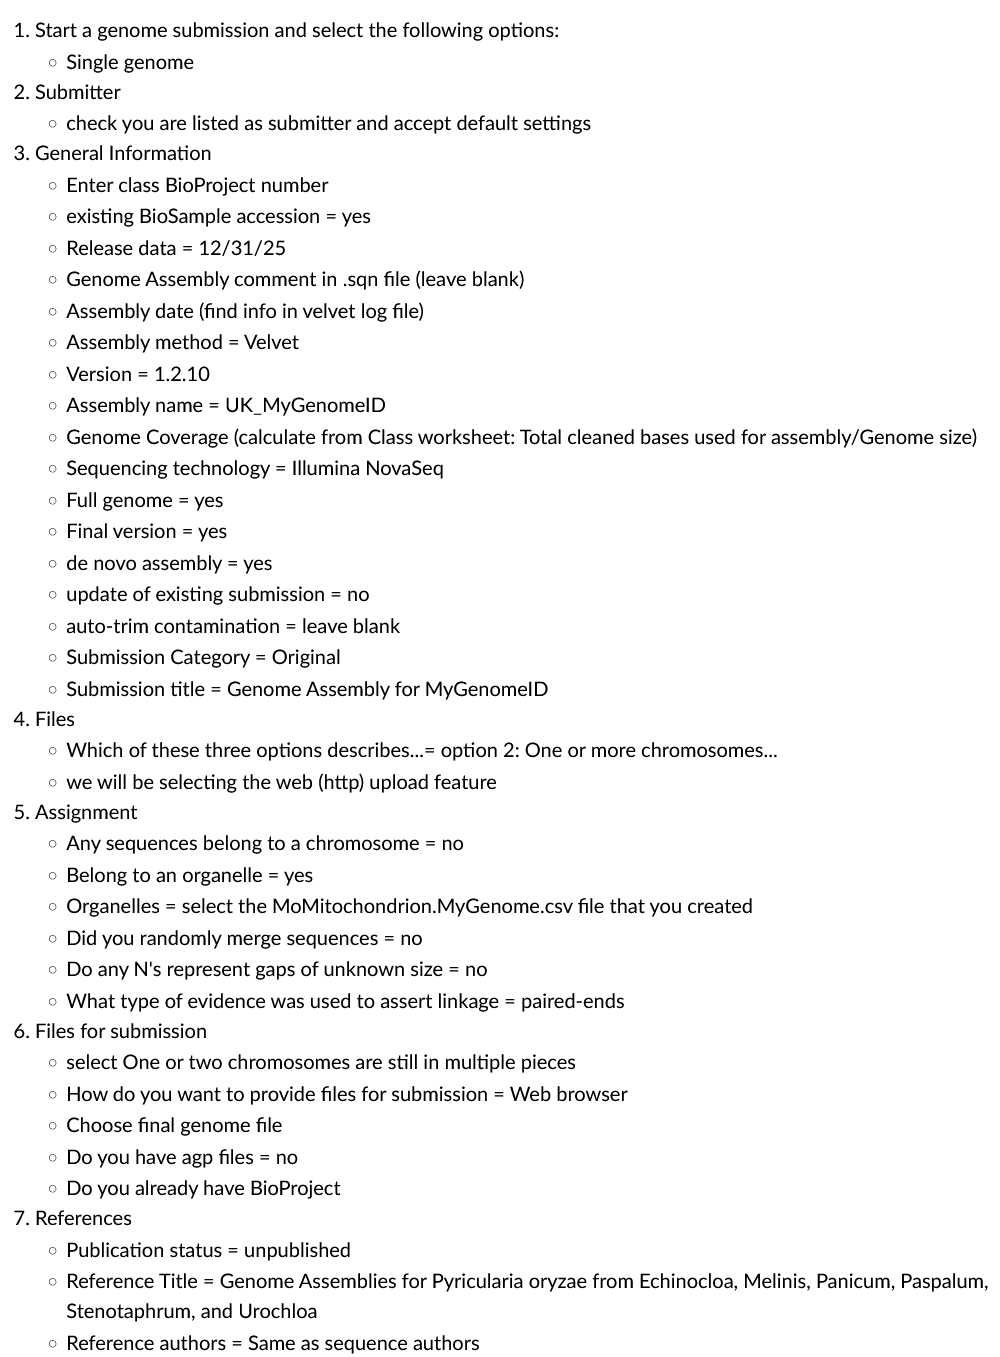 1. Start a genome submission and select the following options:
○ Single genome
2. Submitter
○ check you are listed as submitter and accept default settings
3. General Information
○ Enter class BioProject number
○ existing BioSample accession = yes
○ Release data = 12/31/25
○ Genome Assembly comment in .sqn file (leave blank)
○ Assembly date (find info in velvet log file)
○ Assembly method = Velvet
○ Version = 1.2.10
○ Assembly name = UK_MyGenomeID
○ Genome Coverage (calculate from Class worksheet: Total cleaned bases used for assembly/Genome size)
○ Sequencing technology = Illumina NovaSeq
○ Full genome = yes
○ Final version = yes
○ de novo assembly = yes
○ update of existing submission = no
○ auto-trim contamination = leave blank
○ Submission Category = Original
○ Submission title = Genome Assembly for MyGenomeID
4. Files
○ Which of these three options describes...= option 2: One or more chromosomes...
○ we will be selecting the web (http) upload feature
5. Assignment
○ Any sequences belong to a chromosome = no
○ Belong to an organelle = yes
○ Organelles = select the MoMitochondrion.MyGenome.csv file that you created
○ Did you randomly merge sequences = no
○ Do any N's represent gaps of unknown size = no
○ What type of evidence was used to assert linkage = paired-ends
6. Files for submission
○ select One or two chromosomes are still in multiple pieces
○ How do you want to provide files for submission = Web browser
○ Choose final genome file
○ Do you have agp files = no
○ Do you already have BioProject
7. References
○ Publication status = unpublished
○ Reference Title = Genome Assemblies for Pyricularia oryzae from Echinocloa, Melinis, Panicum, Paspalum,
Stenotaphrum, and Urochloa
○ Reference authors = Same as sequence authors